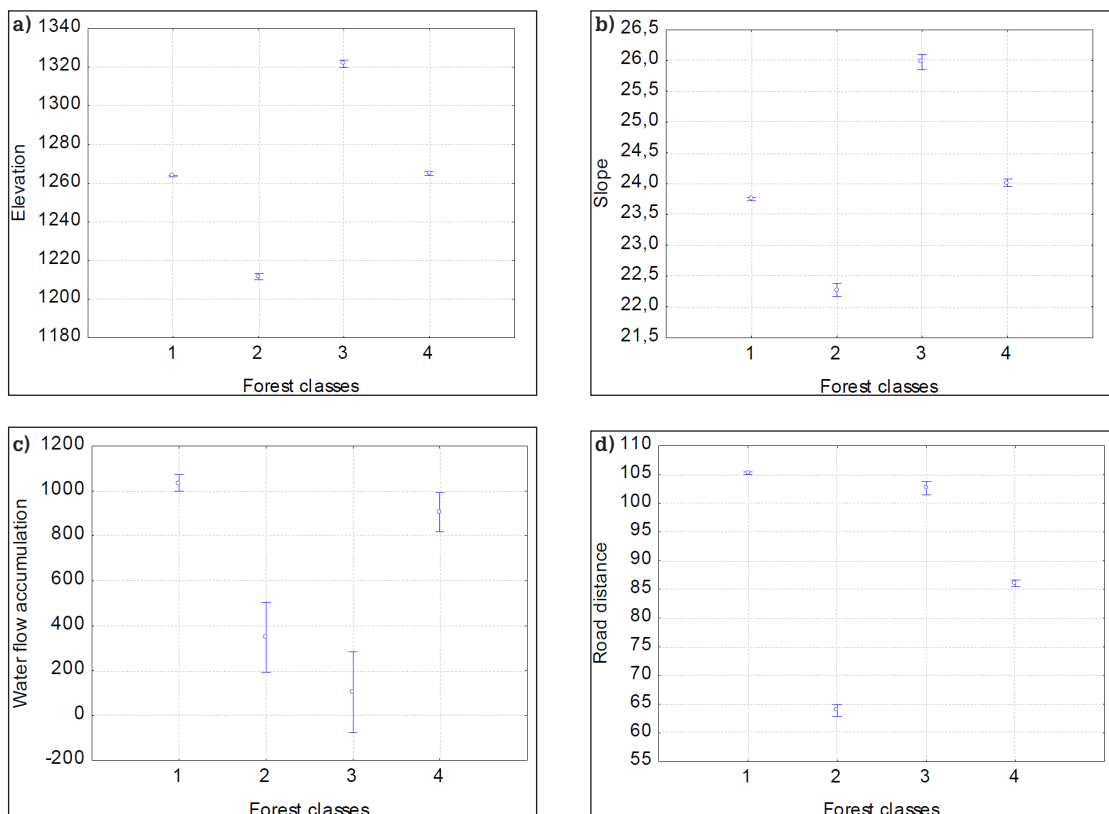 a)
1340
1320
1300
1280
1260
1240
1220
1200
1180
Elevation
1 2 3 4
Forest classes
b)
26,5
26,0
25,5
25,0
24,5
24,0
23,5
23,0
22,5
22,0
21,5
Slope
1 2 3 4
Forest classes
c)
1200
1000
800
600
400
200
0
-200
Water flow accumulation
1 2 3 4
Forest classes
d)
110
105
100
95
90
85
80
75
70
65
60
55
Road distance
1 2 3 4
Forest classes